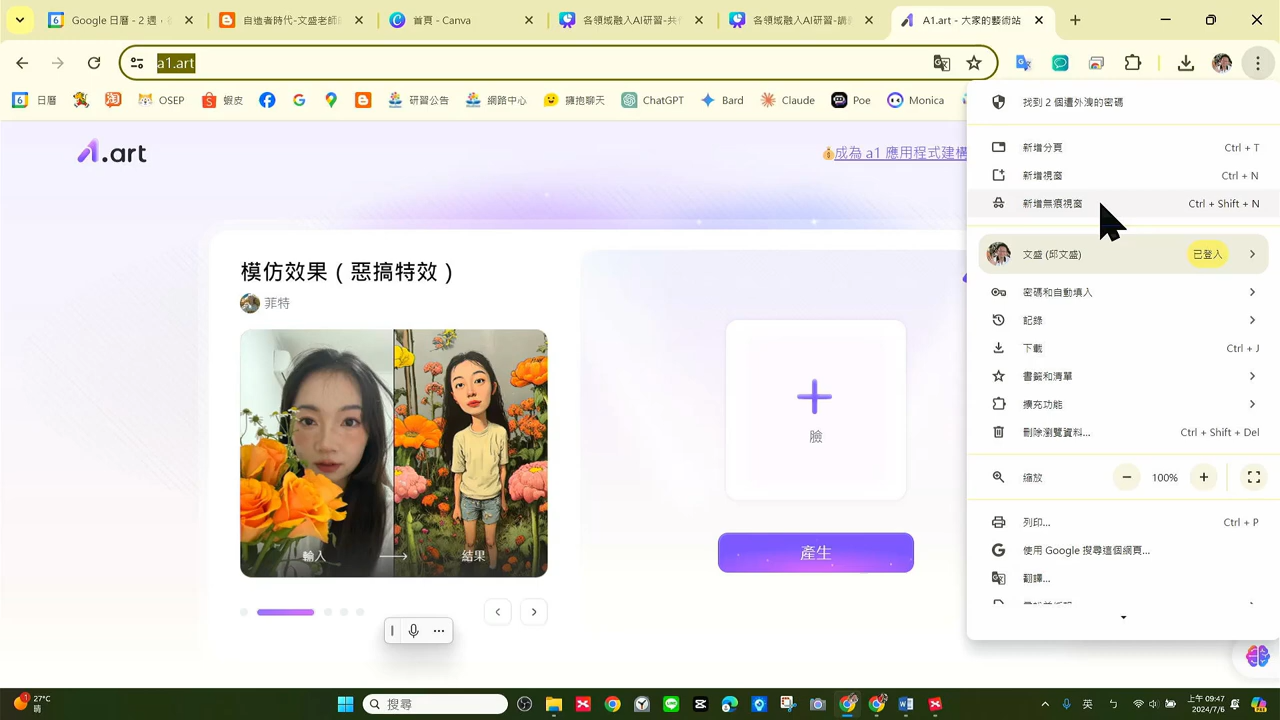 Google 日曆 - 2 週，
自造者時代-文盛老師
首頁 - Canva
各領域融入AI研習-共
各領域融入AI研習-講
A1.art - 大家的藝術站
a1.art
6
日曆
淘
OSEP
蝦皮
研習公告
網路中心
擁抱聊天
ChatGPT
Bard
Claude
Poe
Monica
A.art
成為 a1 應用程式建構
模仿效果（惡搞特效）
菲特
輸入
結果
臉
產生
找到 2 個遭外洩的密碼
新增分頁 Ctrl + T
新增視窗 Ctrl + N
新增無痕視窗 Ctrl + Shift + N
文盛 (邱文盛) 已登入
密碼和自動填入
記錄
下載 Ctrl + J
書籤和清單
擴充功能
刪除瀏覽資料... Ctrl + Shift + Del
縮放 100%
列印... Ctrl + P
使用 Google 搜尋這個網頁...
翻譯...
27°C
晴
搜尋
英
上午 09:47
2024/7/6